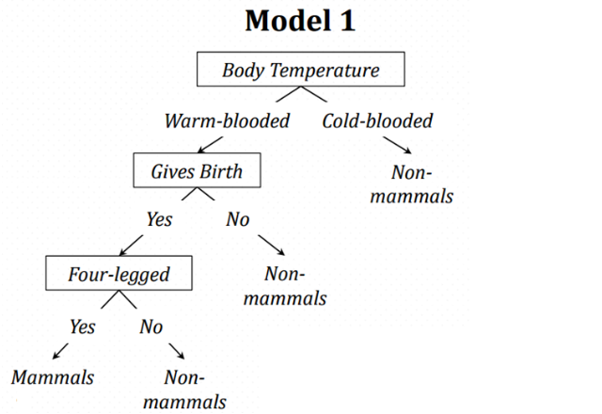 Model 1
Body Temperature
Warm-blooded
Cold-blooded
Gives Birth
Non-
mammals
Yes
No
Four-legged
Non-
mammals
Yes
No
Mammals
Non-
mammals